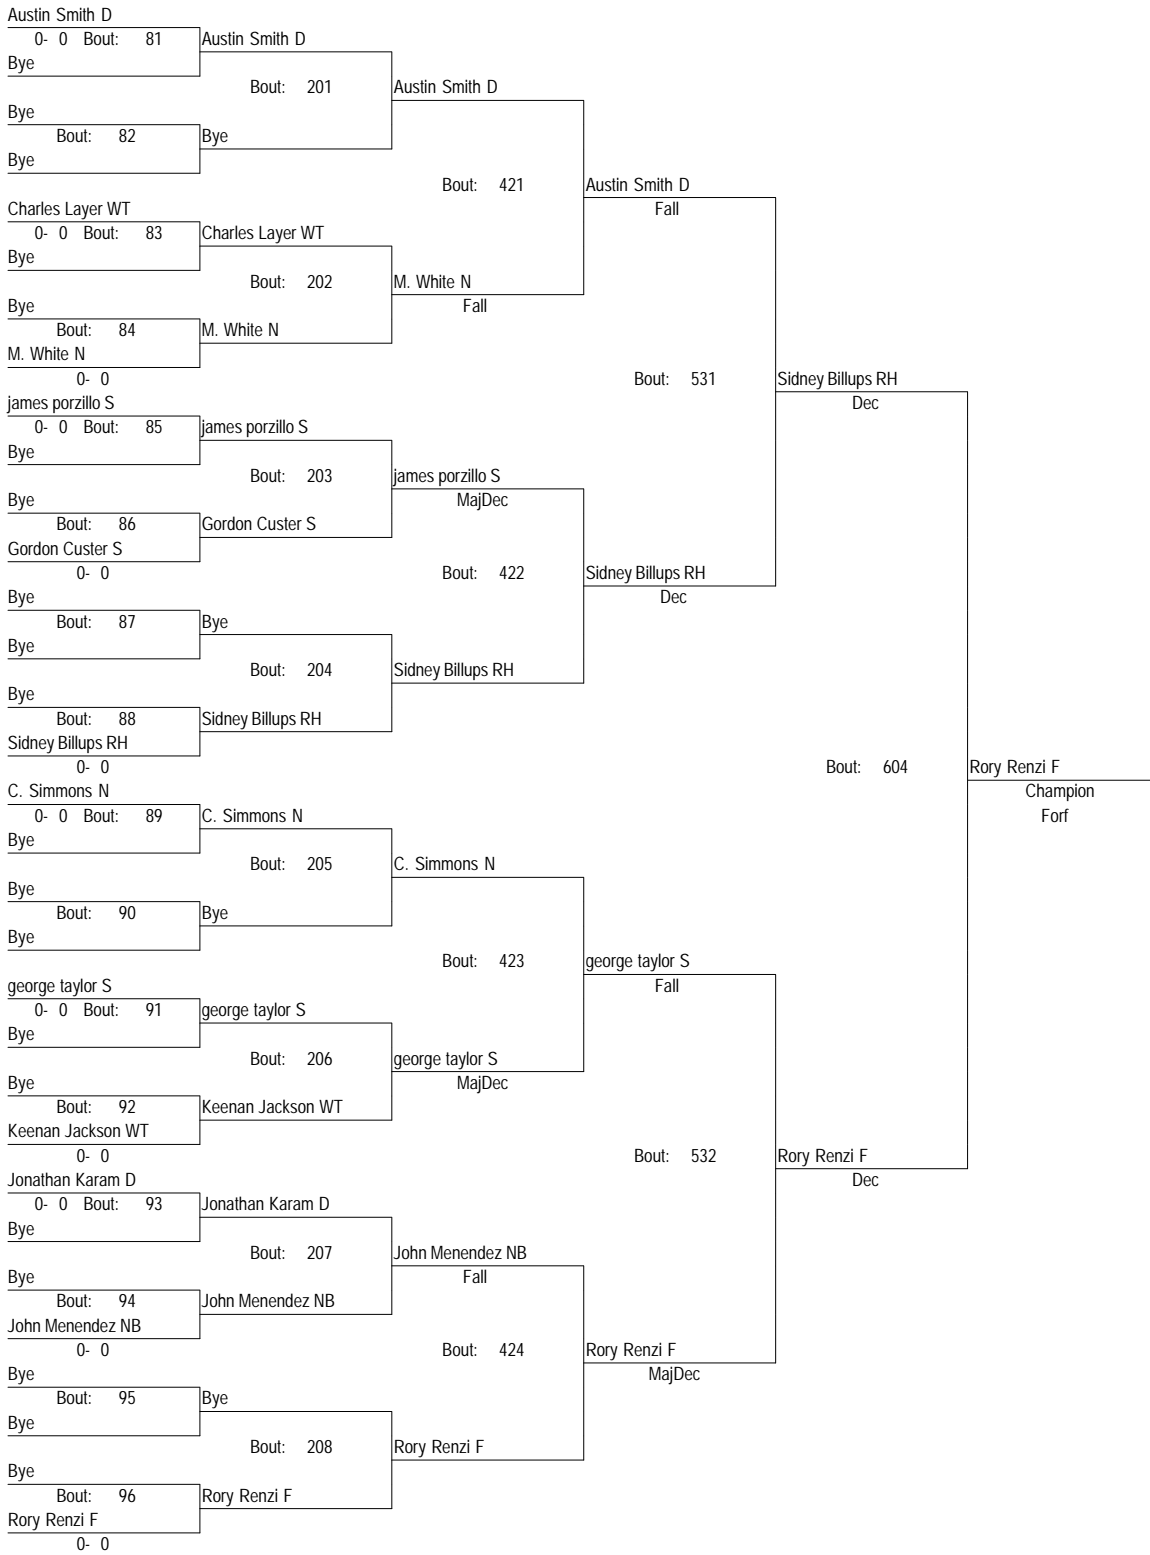 Austin Smith D
0- 0 Bout: 81 Austin Smith D
Bye
Bout: 201 Austin Smith D
Bye
Bout: 82 Bye
Bye
Bout: 421 Austin Smith D
Charles Layer WT Fall
0- 0 Bout: 83 Charles Layer WT
Bye
Bout: 202 M. White N
Bye Fall
Bout: 84 M. White N
M. White N
0- 0 Bout: 531 Sidney Billups RH
james porzillo S Dec
0- 0 Bout: 85 james porzillo S
Bye
Bout: 203 james porzillo S
Bye MajDec
Bout: 86 Gordon Custer S
Gordon Custer S
0- 0 Bout: 422 Sidney Billups RH
Bye Dec
Bout: 87 Bye
Bye
Bout: 204 Sidney Billups RH
Bye
Bout: 88 Sidney Billups RH
Sidney Billups RH
0- 0 Bout: 604 Rory Renzi F
C. Simmons N Champion
0- 0 Bout: 89 C. Simmons N Forf
Bye
Bout: 205 C. Simmons N
Bye
Bout: 90 Bye
Bye
Bout: 423 george taylor S
george taylor S Fall
0- 0 Bout: 91 george taylor S
Bye
Bout: 206 george taylor S
Bye MajDec
Bout: 92 Keenan Jackson WT
Keenan Jackson WT
0- 0 Bout: 532 Rory Renzi F
Jonathan Karam D Dec
0- 0 Bout: 93 Jonathan Karam D
Bye
Bout: 207 John Menendez NB
Bye Fall
Bout: 94 John Menendez NB
John Menendez NB
0- 0 Bout: 424 Rory Renzi F
Bye MajDec
Bout: 95 Bye
Bye
Bout: 208 Rory Renzi F
Bye
Bout: 96 Rory Renzi F
Rory Renzi F
0- 0